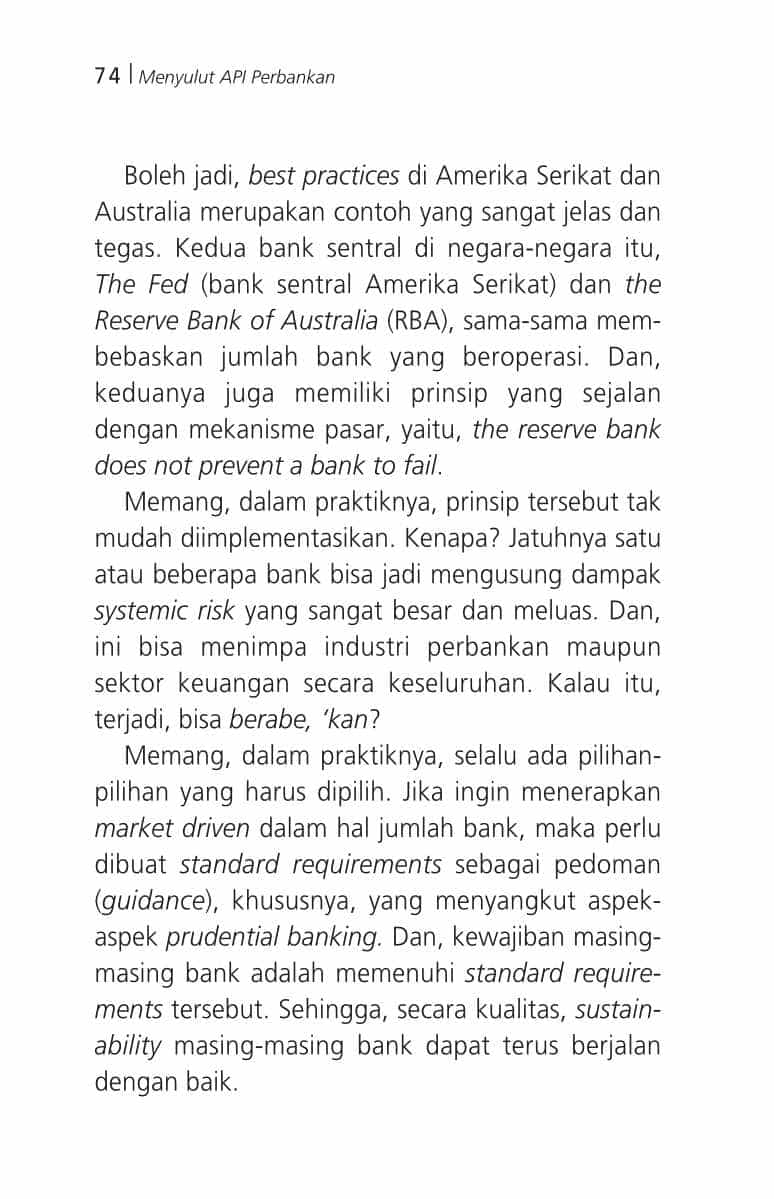 74 | Menyulut API Perbankan
Boleh jadi, best practices di Amerika Serikat dan
Australia merupakan contoh yang sangat jelas dan
tegas. Kedua bank sentral di negara-negara itu,
The Fed (bank sentral Amerika Serikat) dan the
Reserve Bank of Australia (RBA), sama-sama mem-
bebaskan jumlah bank yang beroperasi. Dan,
keduanya juga memiliki prinsip yang sejalan
dengan mekanisme pasar, yaitu, the reserve bank
does not prevent a bank to fail.
Memang, dalam praktiknya, prinsip tersebut tak
mudah diimplementasikan. Kenapa? Jatuhnya satu
atau beberapa bank bisa jadi mengusung dampak
systemic risk yang sangat besar dan meluas. Dan,
ini bisa menimpa industri perbankan maupun
sektor keuangan secara keseluruhan. Kalau itu,
terjadi, bisa berabe, ‘kan?
Memang, dalam praktiknya, selalu ada pilihan-
pilihan yang harus dipilih. Jika ingin menerapkan
market driven dalam hal jumlah bank, maka perlu
dibuat standard requirements sebagai pedoman
(guidance), khususnya, yang menyangkut aspek-
aspek prudential banking. Dan, kewajiban masing-
masing bank adalah memenuhi standard require-
ments tersebut. Sehingga, secara kualitas, sustain-
ability masing-masing bank dapat terus berjalan
dengan baik.